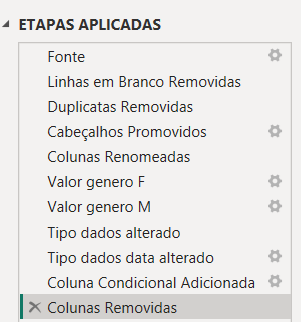 ETAPAS APLICADAS
Fonte
Linhas em Branco Removidas
Duplicatas Removidas
Cabeçalhos Promovidos
Colunas Renomeadas
Valor genero F
Valor genero M
Tipo dados alterado
Tipo dados data alterado
Coluna Condicional Adicionada
Colunas Removidas